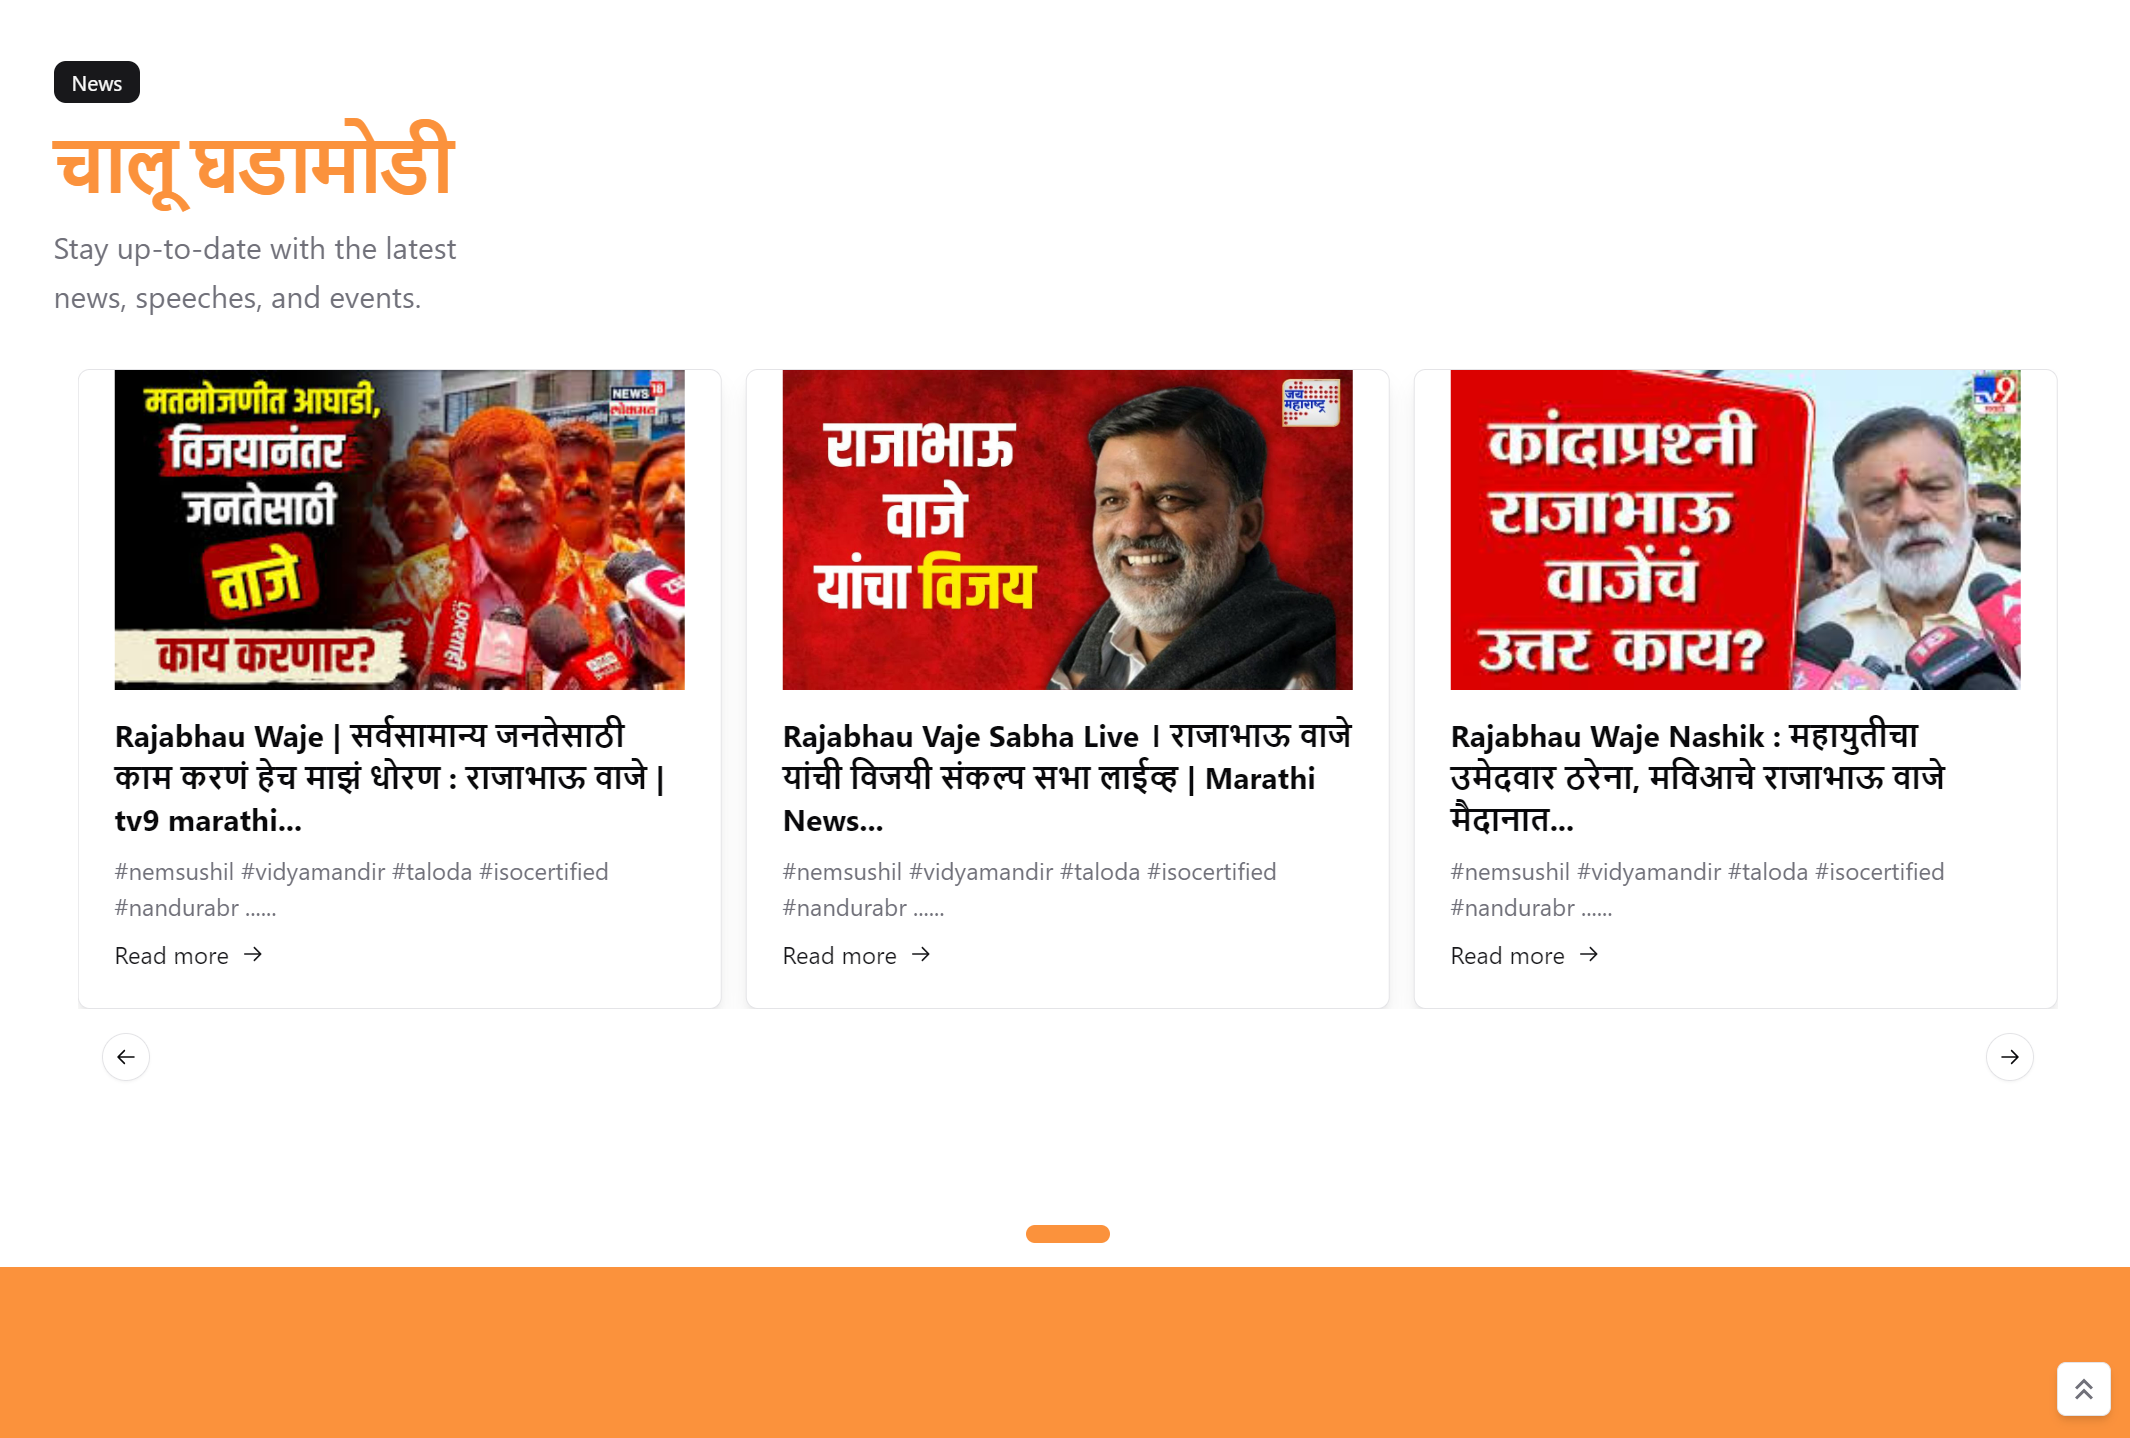 News
चालू घडामोडी
Stay up-to-date with the latest
news, speeches, and events.
मतमोजणीत आघाडी,
विजयानंतर
जनतेसाठी
वाजे
काय करणार?
NEWS 18
लोकमत
लोकशाही
Rajabhau Waje | सर्वसामान्य जनतेसाठी
काम करणं हेच माझं धोरण : राजाभाऊ वाजे |
tv9 marathi...
#nemsushil #vidyamandir #taloda #isocertified
#nandurabr ......
Read more
राजाभाऊ
वाजे
यांचा विजय
जय
महाराष्ट्र
Rajabhau Vaje Sabha Live । राजाभाऊ वाजे
यांची विजयी संकल्प सभा लाईव्ह | Marathi
News...
#nemsushil #vidyamandir #taloda #isocertified
#nandurabr ......
Read more
कांदाप्रश्नी
राजाभाऊ
वाजेंचं
उत्तर काय?
TV9
Rajabhau Waje Nashik : महायुतीचा
उमेदवार ठरेना, मविआचे राजाभाऊ वाजे
मैदानात...
#nemsushil #vidyamandir #taloda #isocertified
#nandurabr ......
Read more